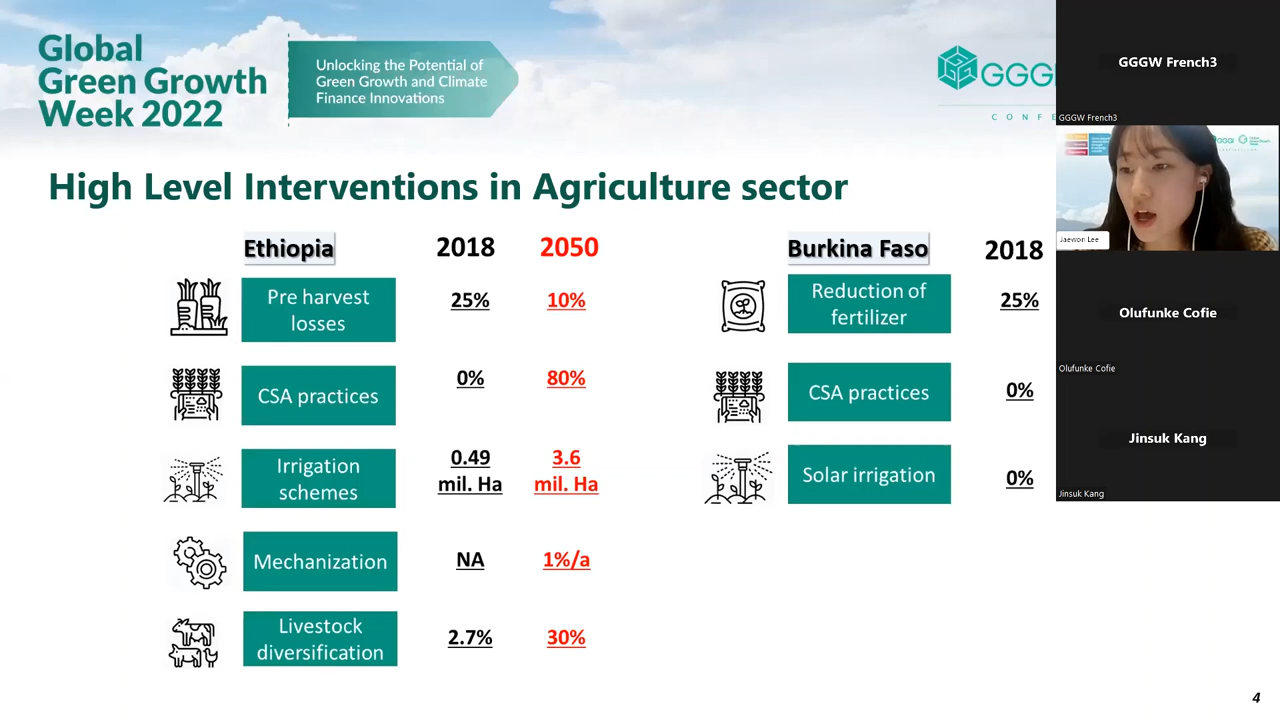 Global
Green Growth
Week 2022
Unlocking the Potential of
Green Growth and Climate
Finance Innovations
GGG
C O N F E
High Level Interventions in Agriculture sector
Ethiopia 2018 2050
Pre harvest
losses
25% 10%
CSA practices
0% 80%
Irrigation
schemes
0.49
mil. Ha
3.6
mil. Ha
Mechanization
NA 1%/a
Livestock
diversification
2.7% 30%
Burkina Faso 2018
Reduction of
fertilizer
25%
CSA practices
0%
Solar irrigation
0%
4
GGGW French3
GGGW French3
Jaewon Lee
Olufunke Cofie
Olufunke Cofie
Jinsuk Kang
Jinsuk Kang